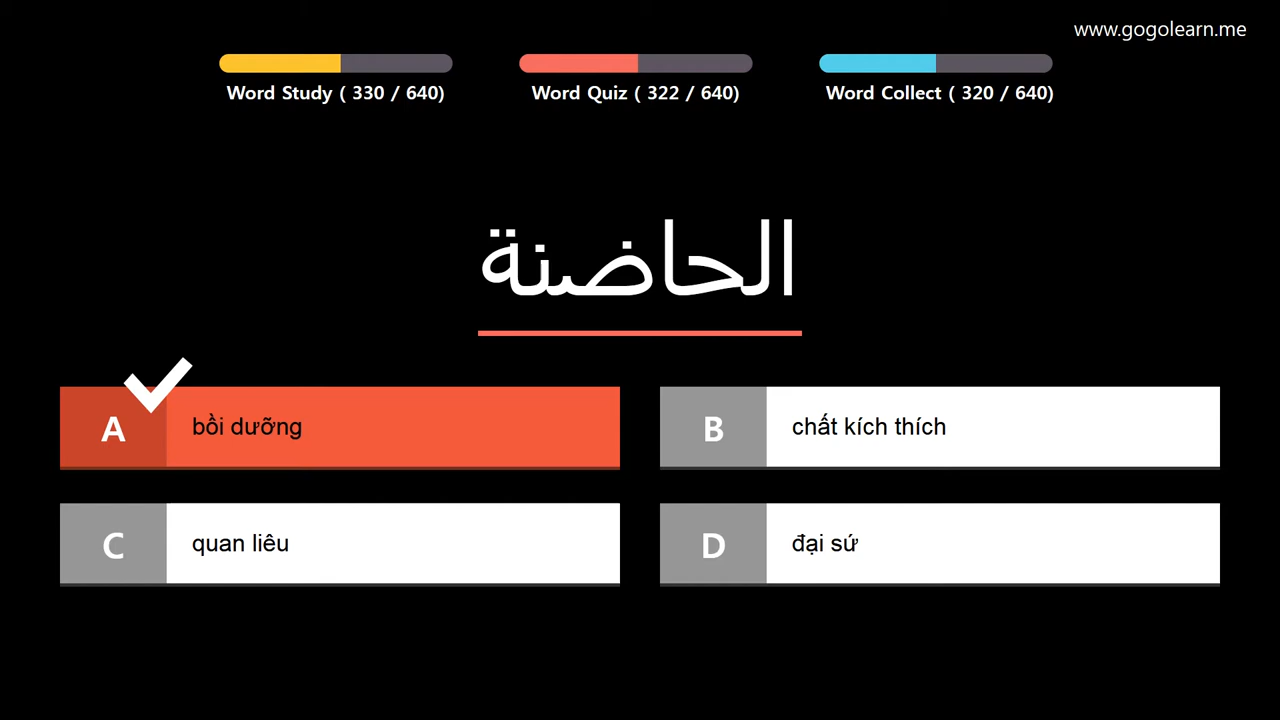 www.gogolearn.me
Word Study ( 330 / 640)
Word Quiz ( 322 / 640)
Word Collect ( 320 / 640)
الحاضنة
A
bồi dưỡng
B
chất kích thích
C
quan liêu
D
đại sứ